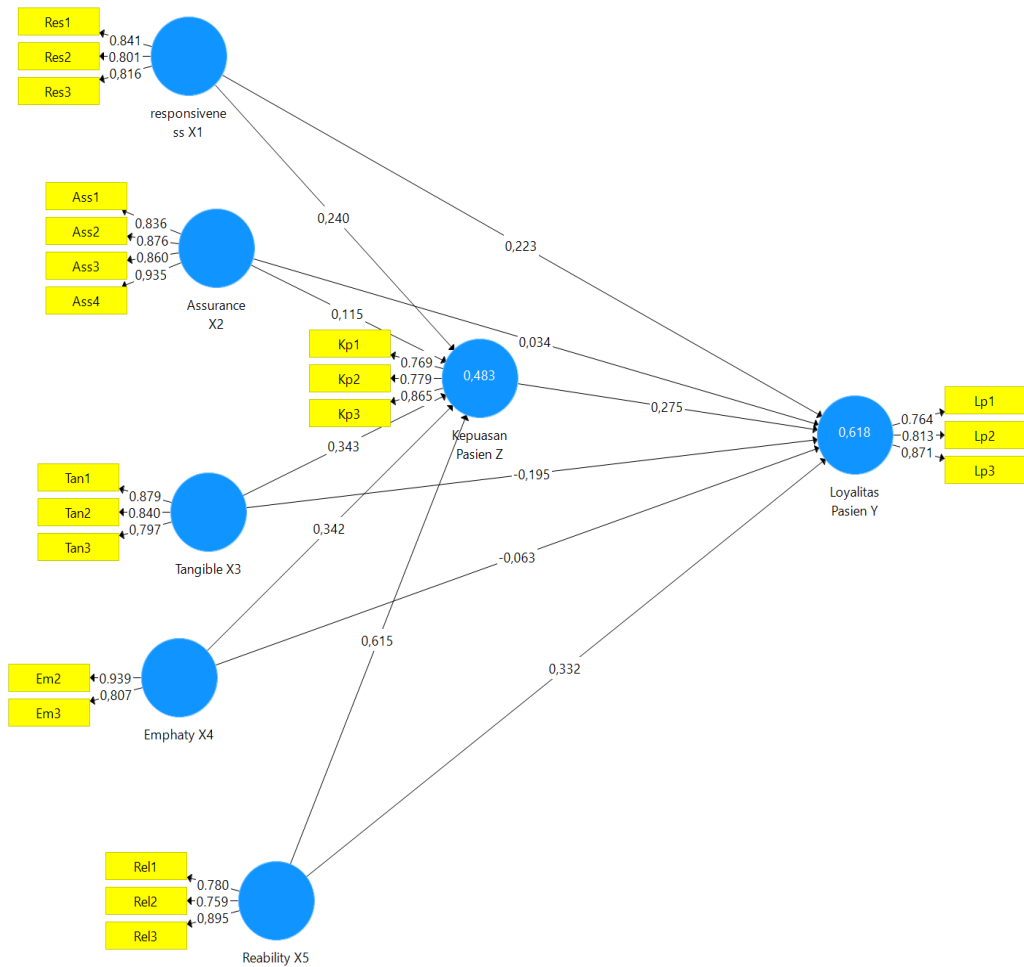 Res1
0.841
Res2
0.801
0,816
Res3
responsivene
ss X1
Ass1
0.836
Ass2
0.876
Ass3
0.860
0,935
Ass4
Assurance
X2
0,240
0,223
0,115
0,034
Kp1
0.769
Kp2
0.779
0,865
Kp3
0,483
Kepuasan
Pasien Z
0,275
0,618
Loyalitas
Pasien Y
Lp1
0.764
Lp2
0.813
0,871
Lp3
0,343
-0,195
Tan1
0.879
Tan2
0.840
0,797
Tan3
Tangible X3
0,342
-0,063
0,615
0,332
Em2
0.939
0,807
Em3
Emphaty X4
Rel1
0.780
Rel2
0.759
0,895
Rel3
Reability X5